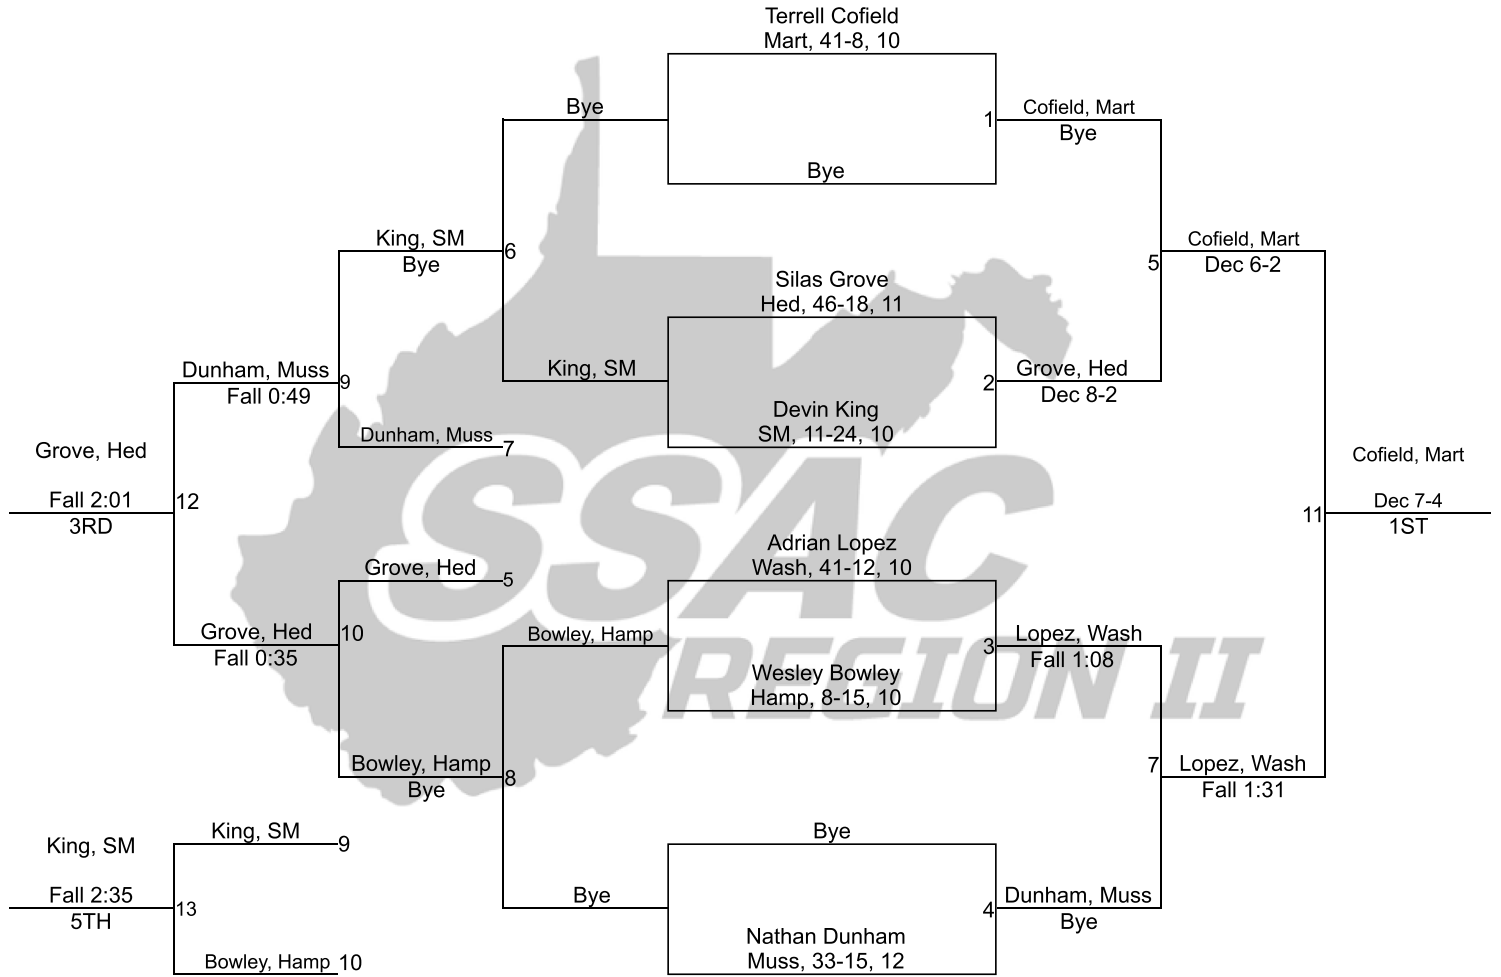 Terrell Cofield
Mart, 41-8, 10
Bye
1
Cofield, Mart
Bye
Bye
King, SM
Bye
6
5
Cofield, Mart
Dec 6-2
Silas Grove
Hed, 46-18, 11
King, SM
2
Grove, Hed
Dec 8-2
Devin King
SM, 11-24, 10
Dunham, Muss
Fall 0:49
9
Dunham, Muss
7
Grove, Hed
Fall 2:01
3RD
12
Cofield, Mart
Dec 7-4
1ST
11
SSAC
REGION II
Adrian Lopez
Wash, 41-12, 10
Grove, Hed
5
Grove, Hed
Fall 0:35
10
Bowley, Hamp
3
Lopez, Wash
Fall 1:08
Wesley Bowley
Hamp, 8-15, 10
Bowley, Hamp
Bye
8
7
Lopez, Wash
Fall 1:31
Bye
King, SM
9
King, SM
Fall 2:35
5TH
13
Bye
4
Dunham, Muss
Bye
Nathan Dunham
Muss, 33-15, 12
Bowley, Hamp
10